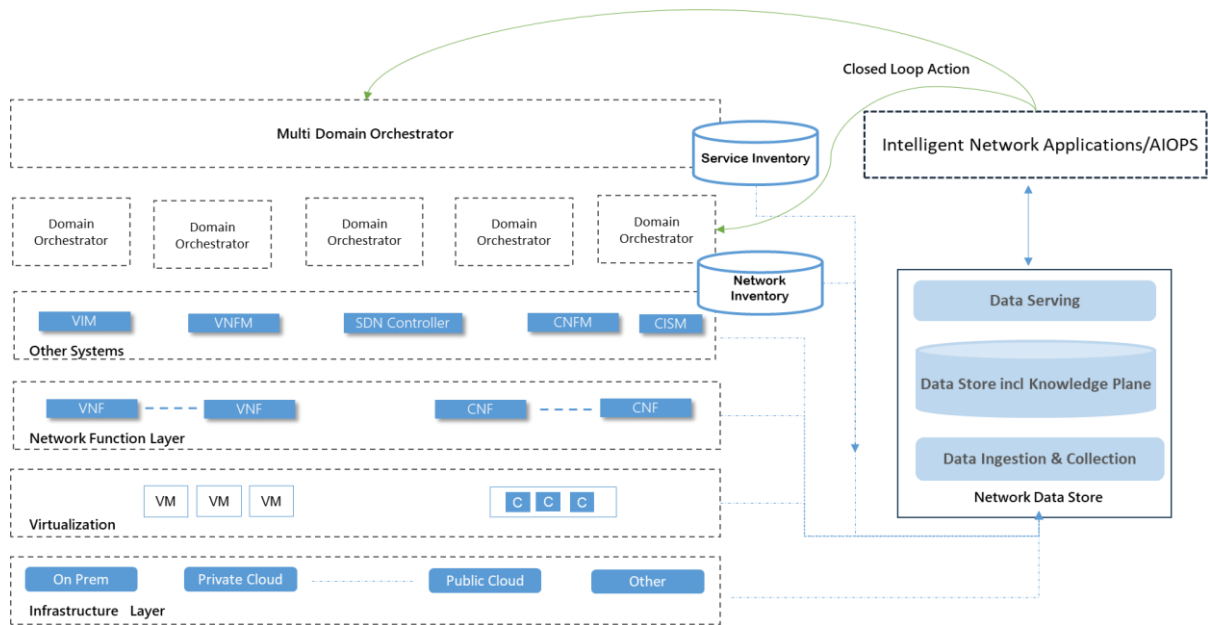 Closed Loop Action
Multi Domain Orchestrator
Service Inventory
Intelligent Network Applications/AIOPS
Domain
Orchestrator
Domain
Orchestrator
Domain
Orchestrator
Domain
Orchestrator
Domain
Orchestrator
Network
Inventory
VIM
VNFM
SDN Controller
CNFM
CISM
Other Systems
VNF
VNF
CNF
CNF
Network Function Layer
VM
VM
VM
C
C
C
Virtualization
On Prem
Private Cloud
Public Cloud
Other
Infrastructure Layer
Data Serving
Data Store incl Knowledge Plane
Data Ingestion & Collection
Network Data Store